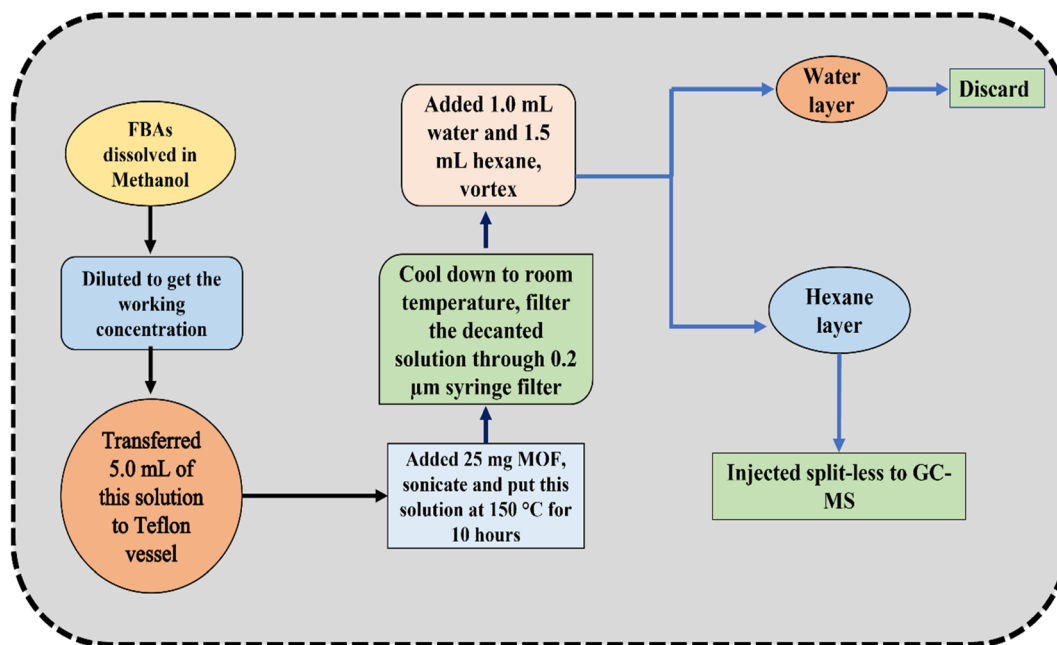 FBAs
dissolved in
Methanol
Diluted to get the
working
concentration
Transferred
5.0 mL of
this solution
to Teflon
vessel
Added 25 mg MOF,
sonicate and put this
solution at 150 °C for
10 hours
Cool down to room
temperature, filter
the decanted
solution through 0.2
µm syringe filter
Added 1.0 mL
water and 1.5
mL hexane,
vortex
Water
layer
Discard
Hexane
layer
Injected split-less to GC-
MS